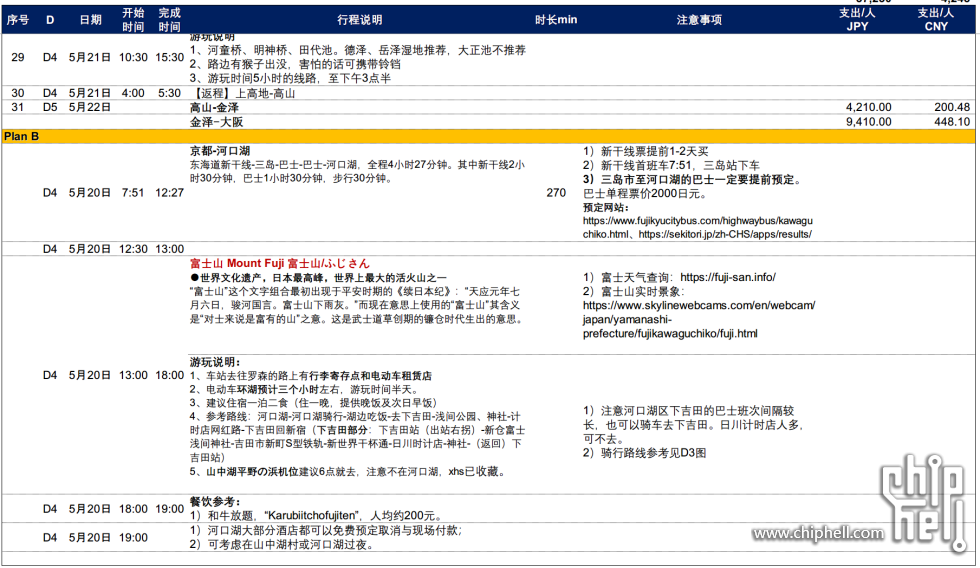 57,250 4,240
序号 D 日期 开始时间 完成时间 行程说明 时长min 注意事项 支出/人 JPY 支出/人 CNY
游玩说明
1、河童桥、明神桥、田代池。德泽、岳泽湿地推荐，大正池不推荐
29 D4 5月21日 10:30 15:30 2、路边有猴子出没，害怕的话可携带铃铛
3、游玩时间5小时的线路，至下午3点半
30 D4 5月21日 4:00 5:30 【返程】上高地-高山
31 D5 5月22日 高山-金泽 4,210.00 200.48
金泽-大阪 9,410.00 448.10
Plan B
京都-河口湖
东海道新干线-三岛-巴士-巴士-河口湖，全程4小时27分钟。其中新干线2小
时30分钟，巴士1小时30分钟，步行30分钟。
D4 5月20日 7:51 12:27 270
1）新干线票提前1-2天买
2）新干线首班车7:51，三岛站下车
3）三岛市至河口湖的巴士一定要提前预定。
巴士单程票价2000日元。
预定网站：
https://www.fujikyucitybus.com/highwaybus/kawagu
chiko.html、https://sekitori.jp/zh-CHS/apps/results/
D4 5月20日 12:30 13:00
富士山 Mount Fuji 富士山/ふじさん
●世界文化遗产，日本最高峰，世界上最大的活火山之一
“富士山”这个文字组合最初出现于平安时期的《续日本纪》：“天应元年七
月六日，骏河国言。富士山下雨灰。”而现在意思上使用的“富士山”其含义
是“对士来说是富有的山”之意。这是武士道草创期的镰仓时代生出的意思。
1）富士天气查询：https://fuji-san.info/
2）富士山实时景象：
https://www.skylinewebcams.com/en/webcam/
japan/yamanashi-
prefecture/fujikawaguchiko/fuji.html
游玩说明：
D4 5月20日 13:00 18:00 1、车站去往罗森的路上有行李寄存点和电动车租赁店
2、电动车环湖预计三个小时左右，游玩时间半天。
3、建议住宿一泊二食（住一晚，提供晚饭及次日早饭）
4、参考路线：河口湖-河口湖骑行-湖边吃饭-去下吉田-浅间公园、神社-计
时店网红路-下吉田回新宿（下吉田部分：下吉田站（出站右拐）-新仓富士
浅间神社-吉田市新町S型铁轨-新世界干杯通-日川时计店-神社-（返回）下
吉田站）
5、山中湖平野の浜机位建议6点就去，注意不在河口湖，xhs已收藏。
1）注意河口湖区下吉田的巴士班次间隔较
长，也可以骑车去下吉田。日川计时店人多，
可不去。
2）骑行路线参考见D3图
餐饮参考：
D4 5月20日 18:00 19:00 1）和牛放题，“Karubiitchofujiten”，人均约200元。
D4 5月20日 19:00 1）河口湖大部分酒店都可以免费预定取消与现场付款；
2）可考虑在山中湖村或河口湖过夜。
chip
hell
www.chiphell.com